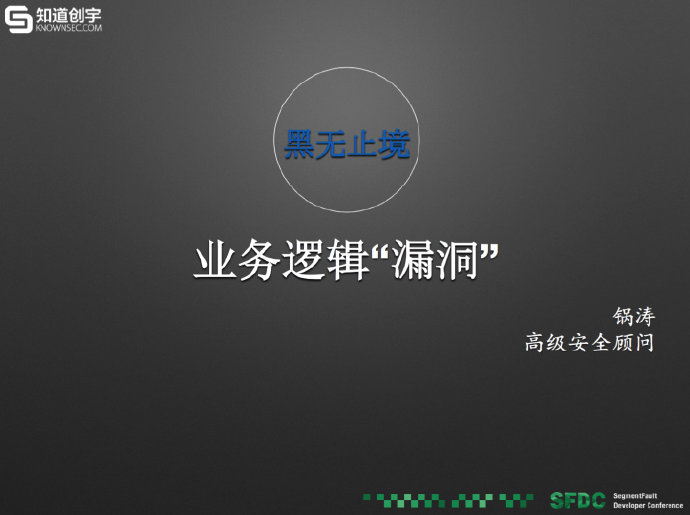 知道创宇
KNOWNSEC.COM
黑无止境
业务逻辑“漏洞”
锅涛
高级安全顾问
SFDC
SegmentFault
Developer Conference